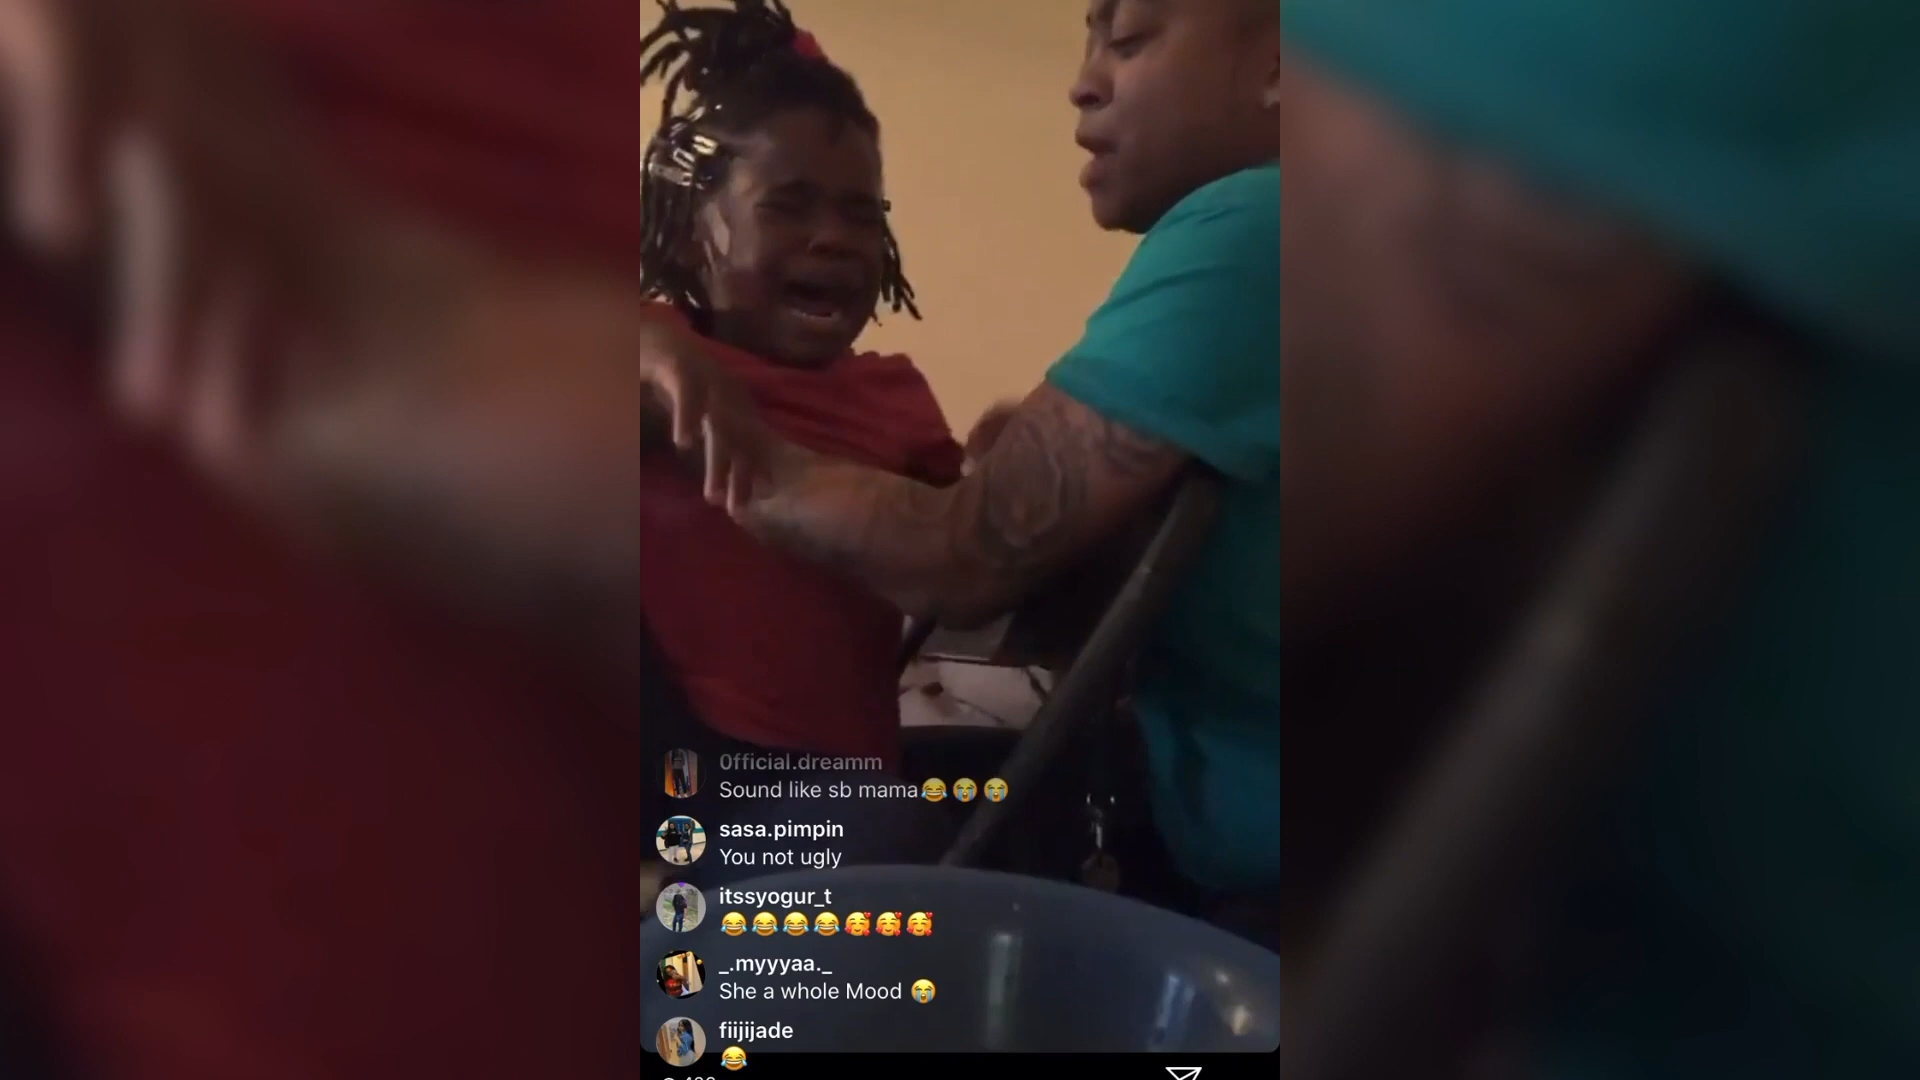 0fficial.dreamm
Sound like sb mama😂😭😭
sasa.pimpin
You not ugly
itssyogur_t
😂😂😂😂🥰🥰🥰
_.myyyaa._
She a whole Mood 😭
fiijijade
😂